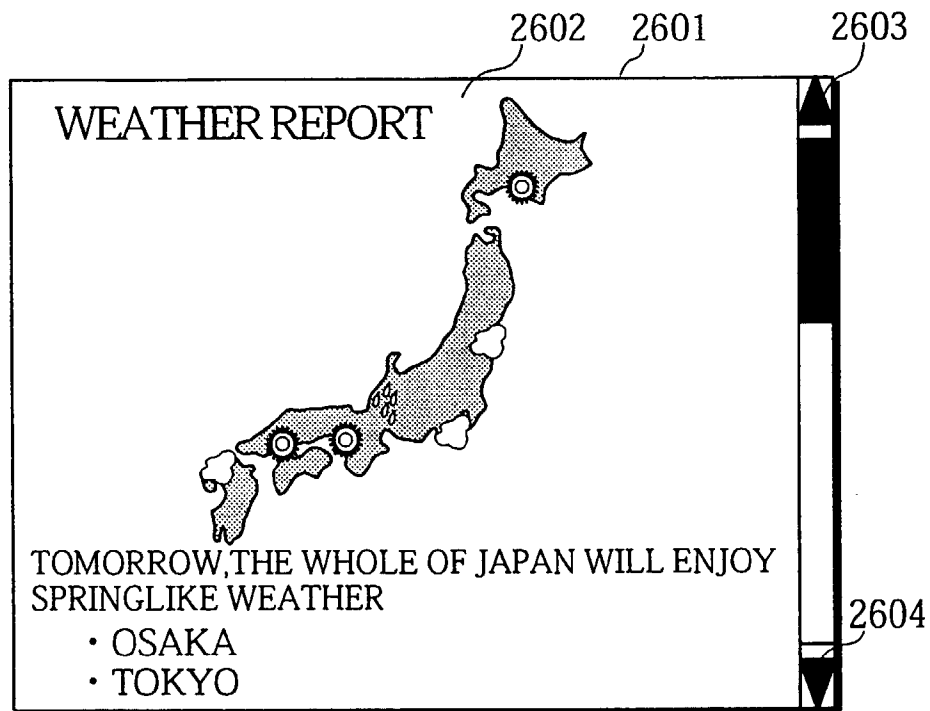 2602 2601 2603
WEATHER REPORT
TOMORROW, THE WHOLE OF JAPAN WILL ENJOY
SPRINGLIKE WEATHER
2604
· OSAKA
· TOKYO